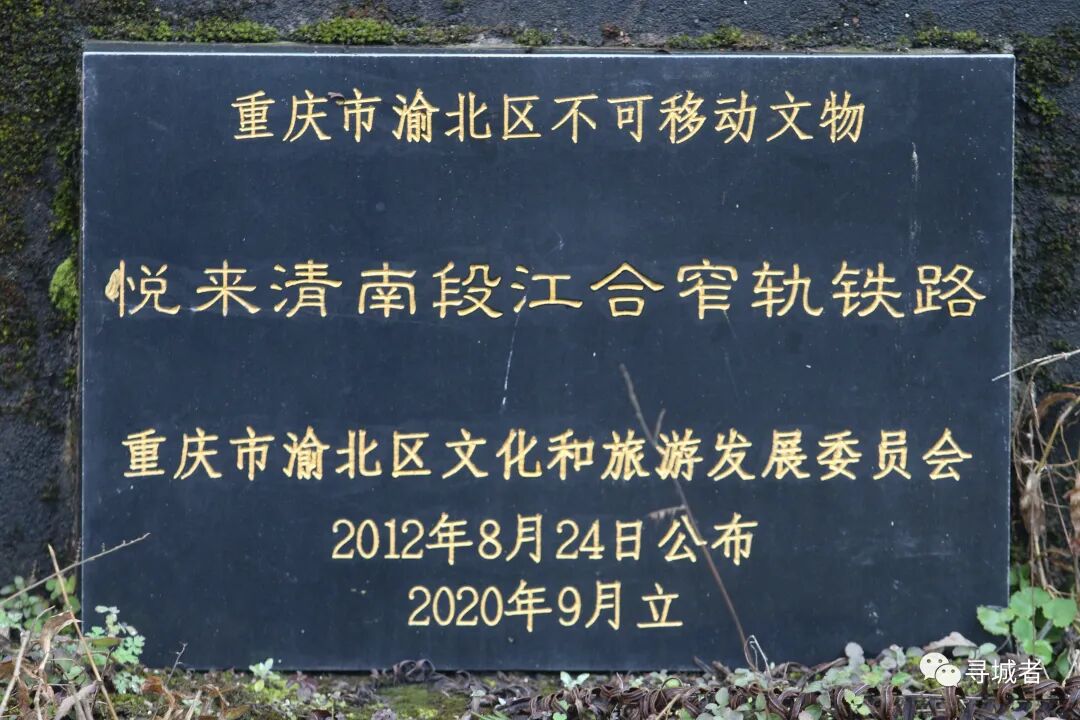 重庆市渝北区不可移动文物
悦来清南段江合窄轨铁路
重庆市渝北区文化和旅游发展委员会
2012年8月24日公布
2020年9月立
寻城者